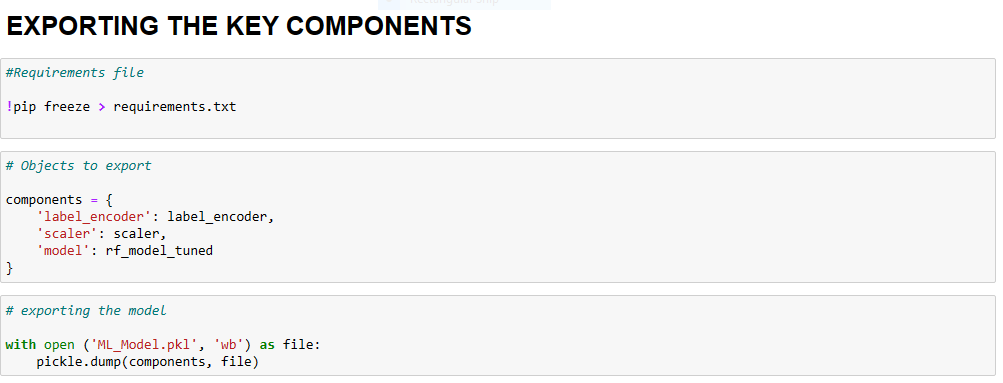 EXPORTING THE KEY COMPONENTS
#Requirements file
!pip freeze > requirements.txt
# Objects to export
components = {
    'label_encoder': label_encoder,
    'scaler': scaler,
    'model': rf_model_tuned
}
# exporting the model
with open ('ML_Model.pkl', 'wb') as file:
    pickle.dump(components, file)